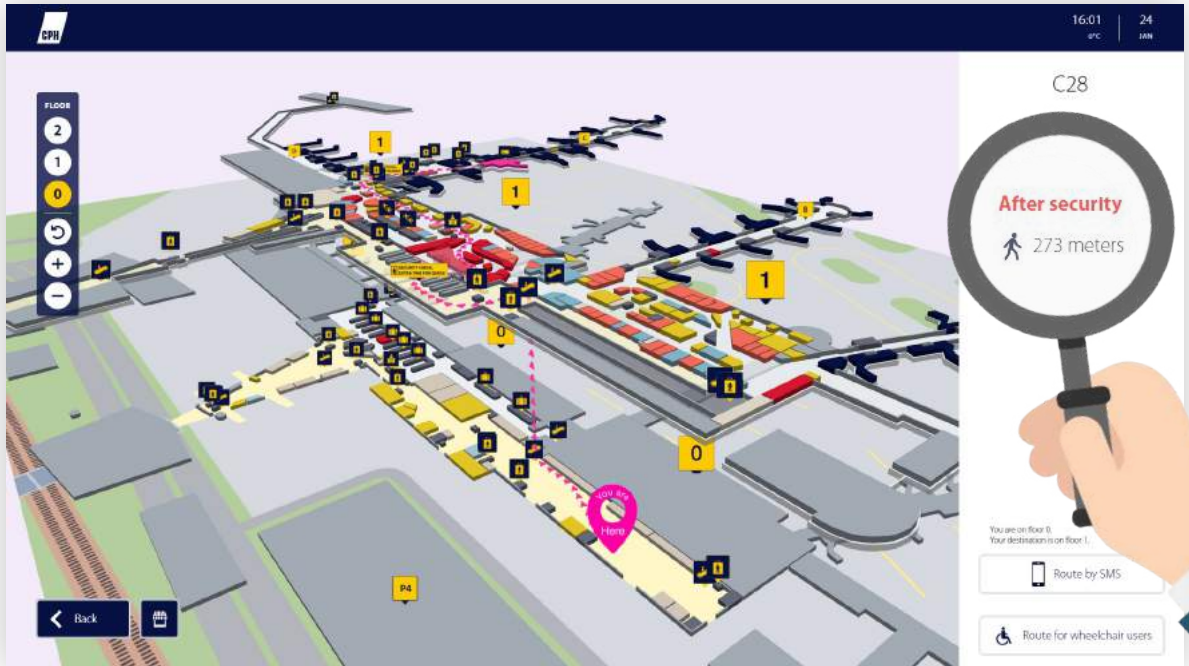 CPH
16:01
24
0°C
JAN
C28
FLOOR
2
1
0
+
−
1
1
1
0
0
C
B
SECURITY CHECK,
After security
273 meters
You are
Here
P4
You are on floor 0.
Your destination is on floor 1.
Route by SMS
Route for wheelchair users
Back